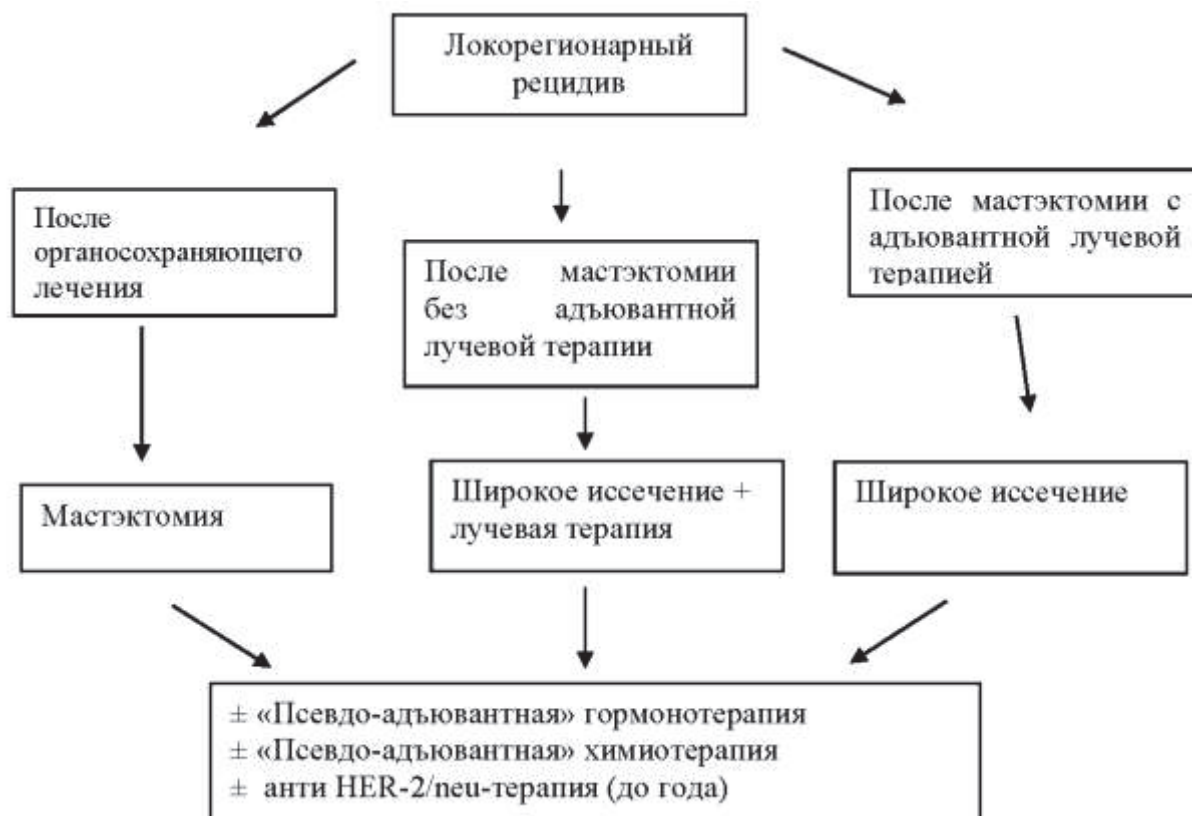 Локорегионарный
рецидив
После
органосохраняющего
лечения
После мастэктомии
без адъювантной
лучевой терапии
После мастэктомии с
адъювантной лучевой
терапией
Мастэктомия
Широкое иссечение +
лучевая терапия
Широкое иссечение
± «Псевдо-адъювантная» гормонотерапия
± «Псевдо-адъювантная» химиотерапия
± анти HER-2/neu-терапия (до года)